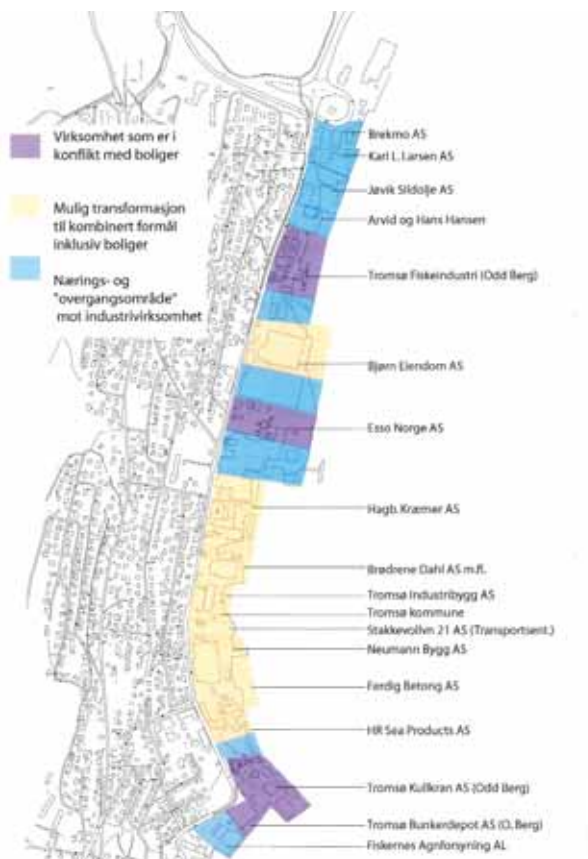 Virksomhet som er i
konflikt med boliger
Mulig transformasjon
til kombinert formål
inklusiv boliger
Nærings- og
"overgangsområde"
mot industrivirksomhet
Brekmo AS
Karl L. Larsen AS
Jøvik Sildolje AS
Arvid og Hans Hansen
Tromsø Fiskeindustri (Odd Berg)
Bjørn Eiendom AS
Esso Norge AS
Hagb. Kræmer AS
Brødrene Dahl AS m.fl.
Tromsø Industribygg AS
Tromsø kommune
Stakkevollvn 21 AS (Transportsent.)
Neumann Bygg AS
Ferdig Betong AS
HR Sea Products AS
Tromsø Kullkran AS (Odd Berg)
Tromsø Bunkerdepot AS (O. Berg)
Fiskernes Agnforsyning AL